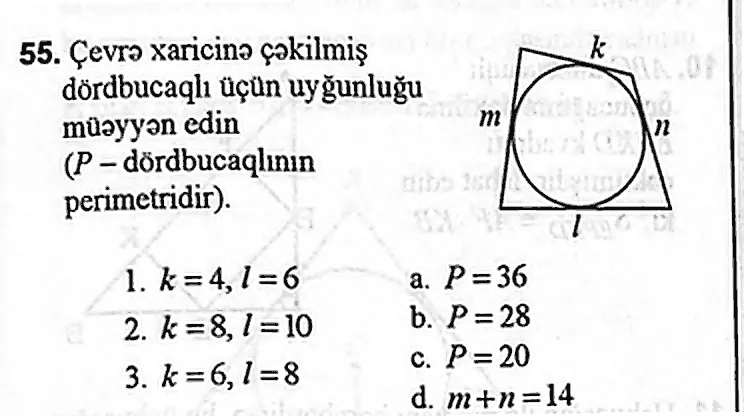 55. Çevrə xaricinə çəkilmiş
dördbucaqlı üçün uyğunluğu
müəyyən edin
(P – dördbucaqlının
perimetridir).
k
m
n
l
1. k = 4, l = 6
2. k = 8, l = 10
3. k = 6, l = 8
a. P = 36
b. P = 28
c. P = 20
d. m + n = 14